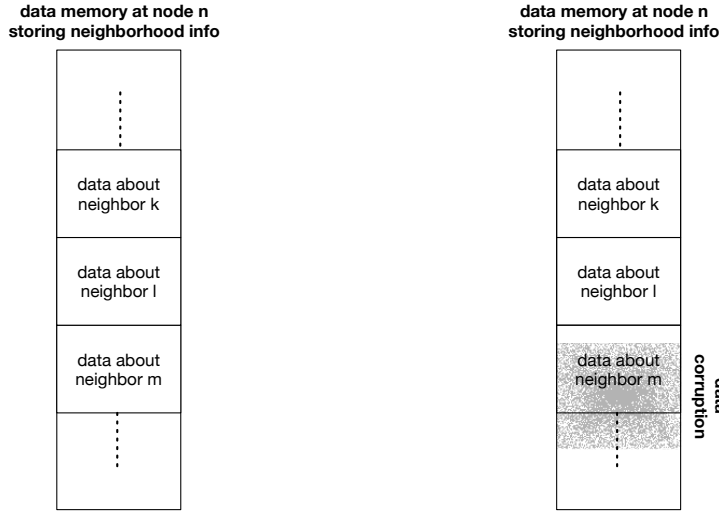 data memory at node n
storing neighborhood info
data about
neighbor k
data about
neighbor l
data about
neighbor m
data memory at node n
storing neighborhood info
data about
neighbor k
data about
neighbor l
data about
neighbor m
data
corruption